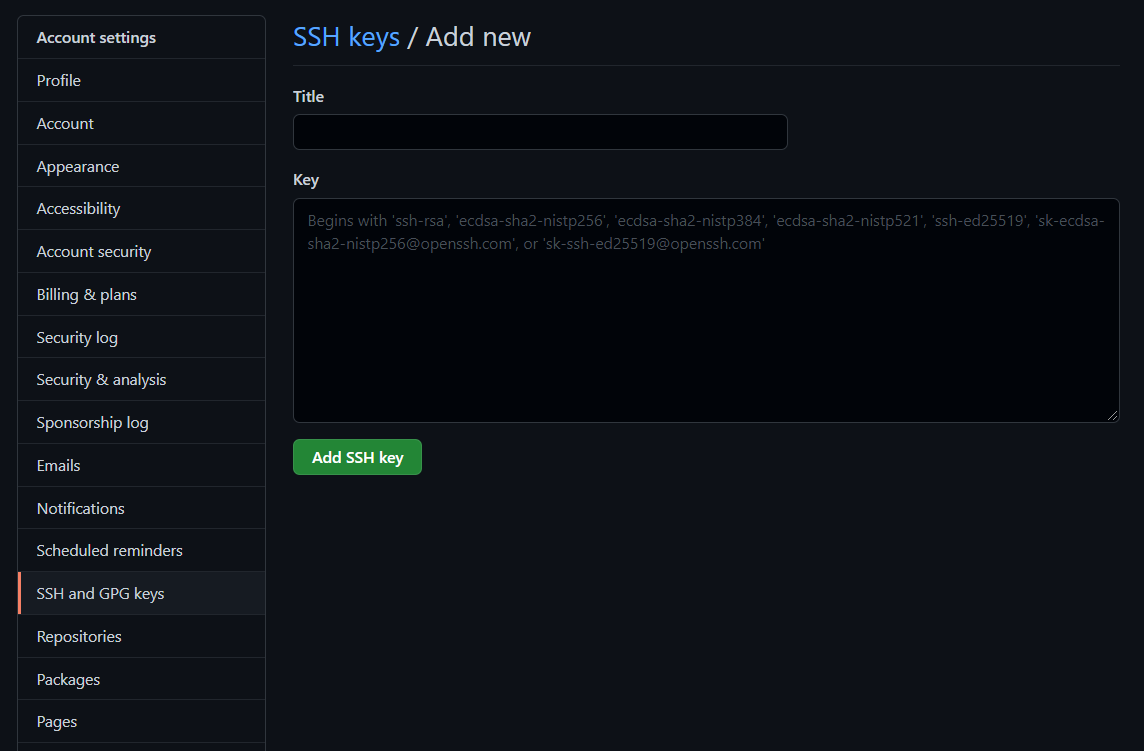 Account settings
Profile
Account
Appearance
Accessibility
Account security
Billing & plans
Security log
Security & analysis
Sponsorship log
Emails
Notifications
Scheduled reminders
SSH and GPG keys
Repositories
Packages
Pages
SSH keys / Add new
Title
Key
Begins with 'ssh-rsa', 'ecdsa-sha2-nistp256', 'ecdsa-sha2-nistp384', 'ecdsa-sha2-nistp521', 'ssh-ed25519', 'sk-ecdsa-
sha2-nistp256@openssh.com', or 'sk-ssh-ed25519@openssh.com'
Add SSH key